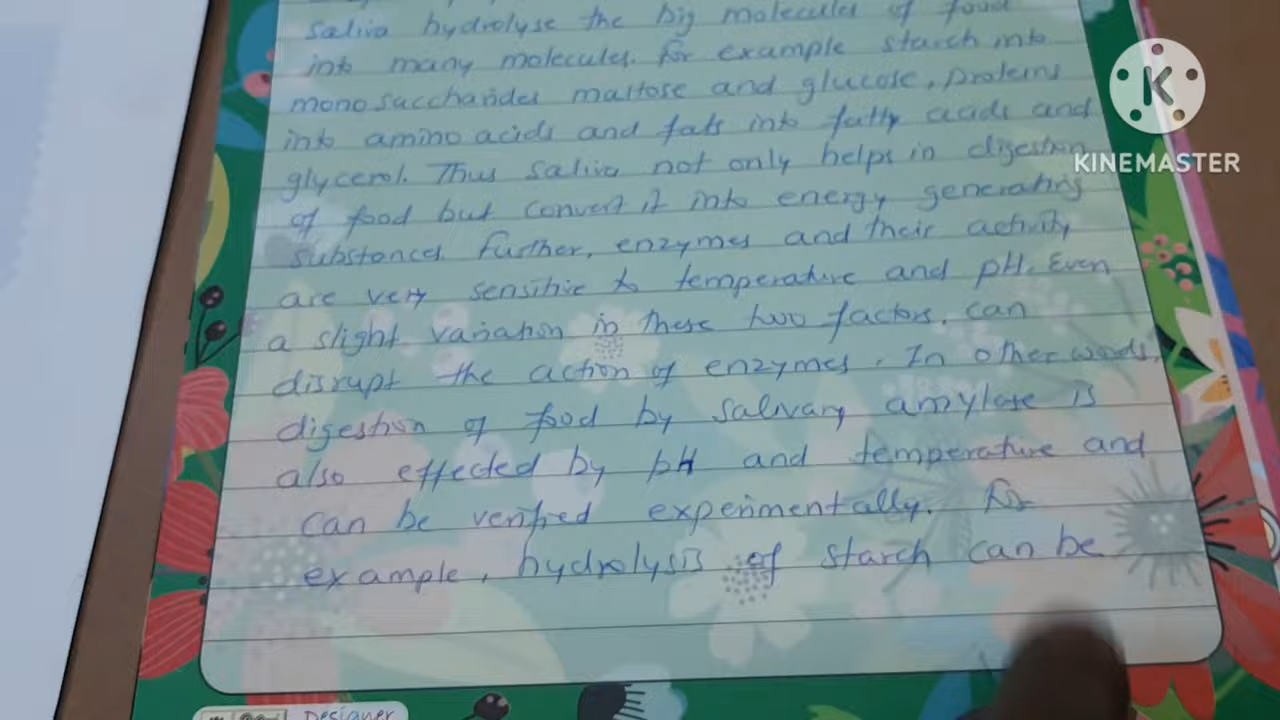 saliva hydrolyse the big molecules of food
into many molecules. For example starch into
monosaccharides maltose and glucose, proteins
into amino acids and fats into fatty acids and
glycerol. Thus saliva not only helps in digestion
of food but convert it into energy generating
substances. Further, enzymes and their activity
are very sensitive to temperature and pH. Even
a slight variation in these two factors, can
disrupt the action of enzymes. In other words,
digestion of food by salivary amylase is
also effected by pH and temperature and
can be verified experimentally. For
example, hydrolysis of starch can be
Designer
K
KINEMASTER